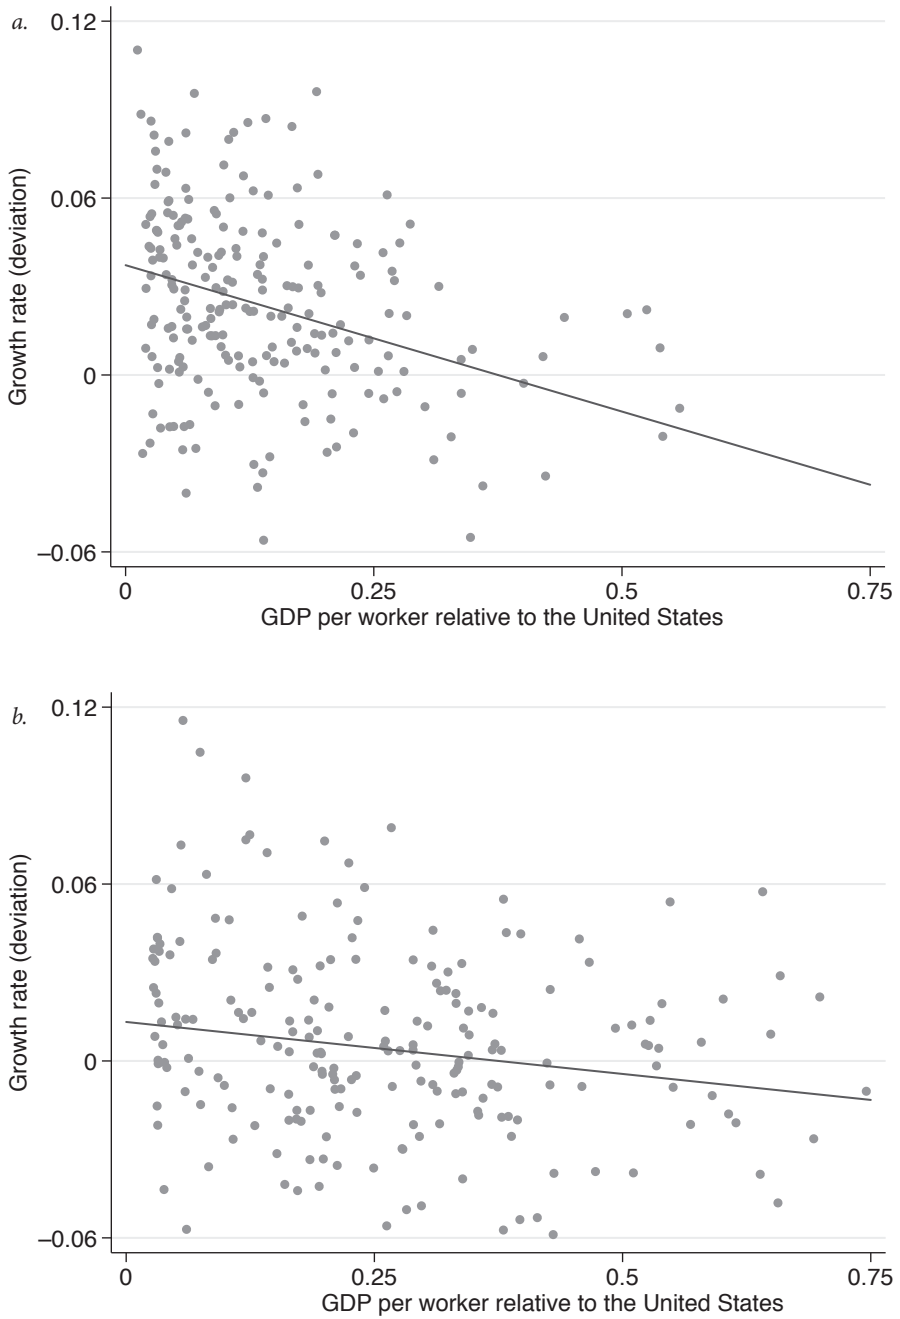 a.
0.12
0.06
0
–0.06
Growth rate (deviation)
0 0.25 0.5 0.75
GDP per worker relative to the United States
b.
0.12
0.06
0
–0.06
Growth rate (deviation)
0 0.25 0.5 0.75
GDP per worker relative to the United States